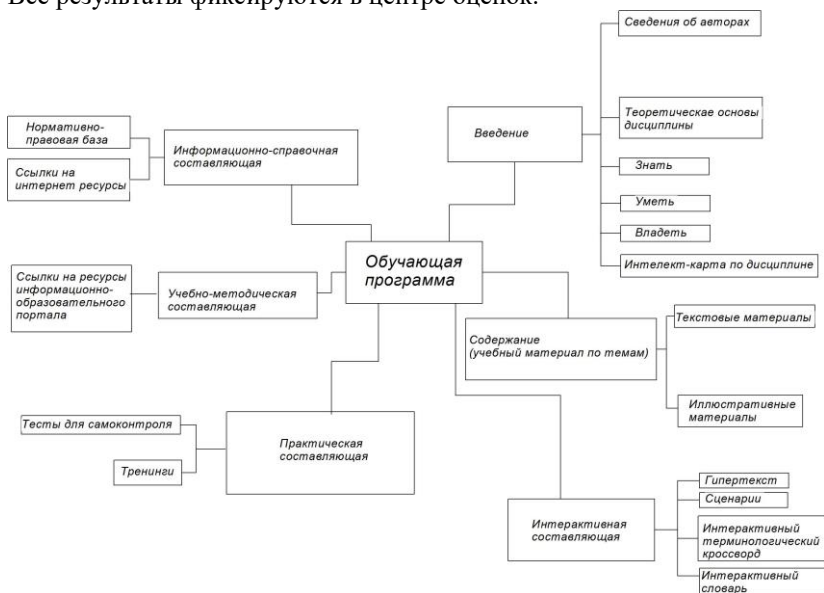 Все результаты фиксируются в центре оценок.
Сведения об авторах
Нормативно-
правовая база
Информационно-справочная
составляющая
Ссылки на
интернет ресурсы
Введение
Теоретическае основы
дисциплины
Знать
Уметь
Владеть
Интелект-карта по дисциплине
Обучающая
программа
Ссылки на ресурсы
информационно-
образовательного
портала
Учебно-методическая
составляющая
Содержание
(учебный материал по темам)
Текстовые материалы
Иллюстративные
материалы
Тесты для самоконтроля
Тренинги
Практическая
составляющая
Интерактивная
составляющая
Гипертекст
Сценарии
Интерактивный
терминологический
кроссворд
Интерактивный
словарь